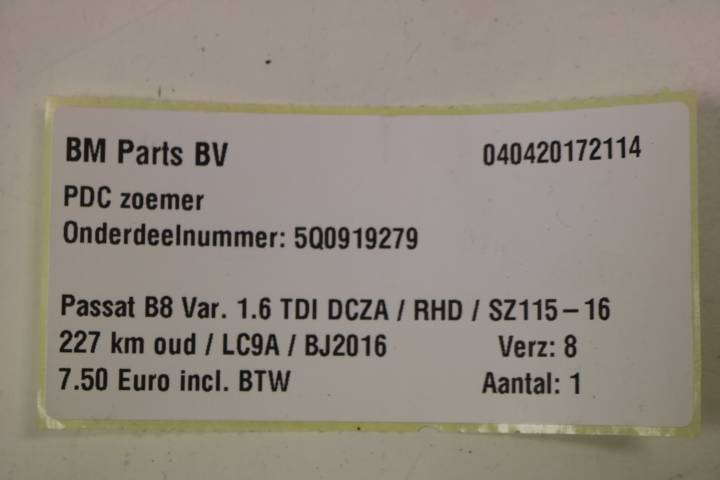 BM Parts BV 040420172114
PDC zoemer
Onderdeelnummer: 5Q0919279
Passat B8 Var. 1.6 TDI DCZA / RHD / SZ115-16
227 km oud / LC9A / BJ2016 Verz: 8
7.50 Euro incl. BTW Aantal: 1